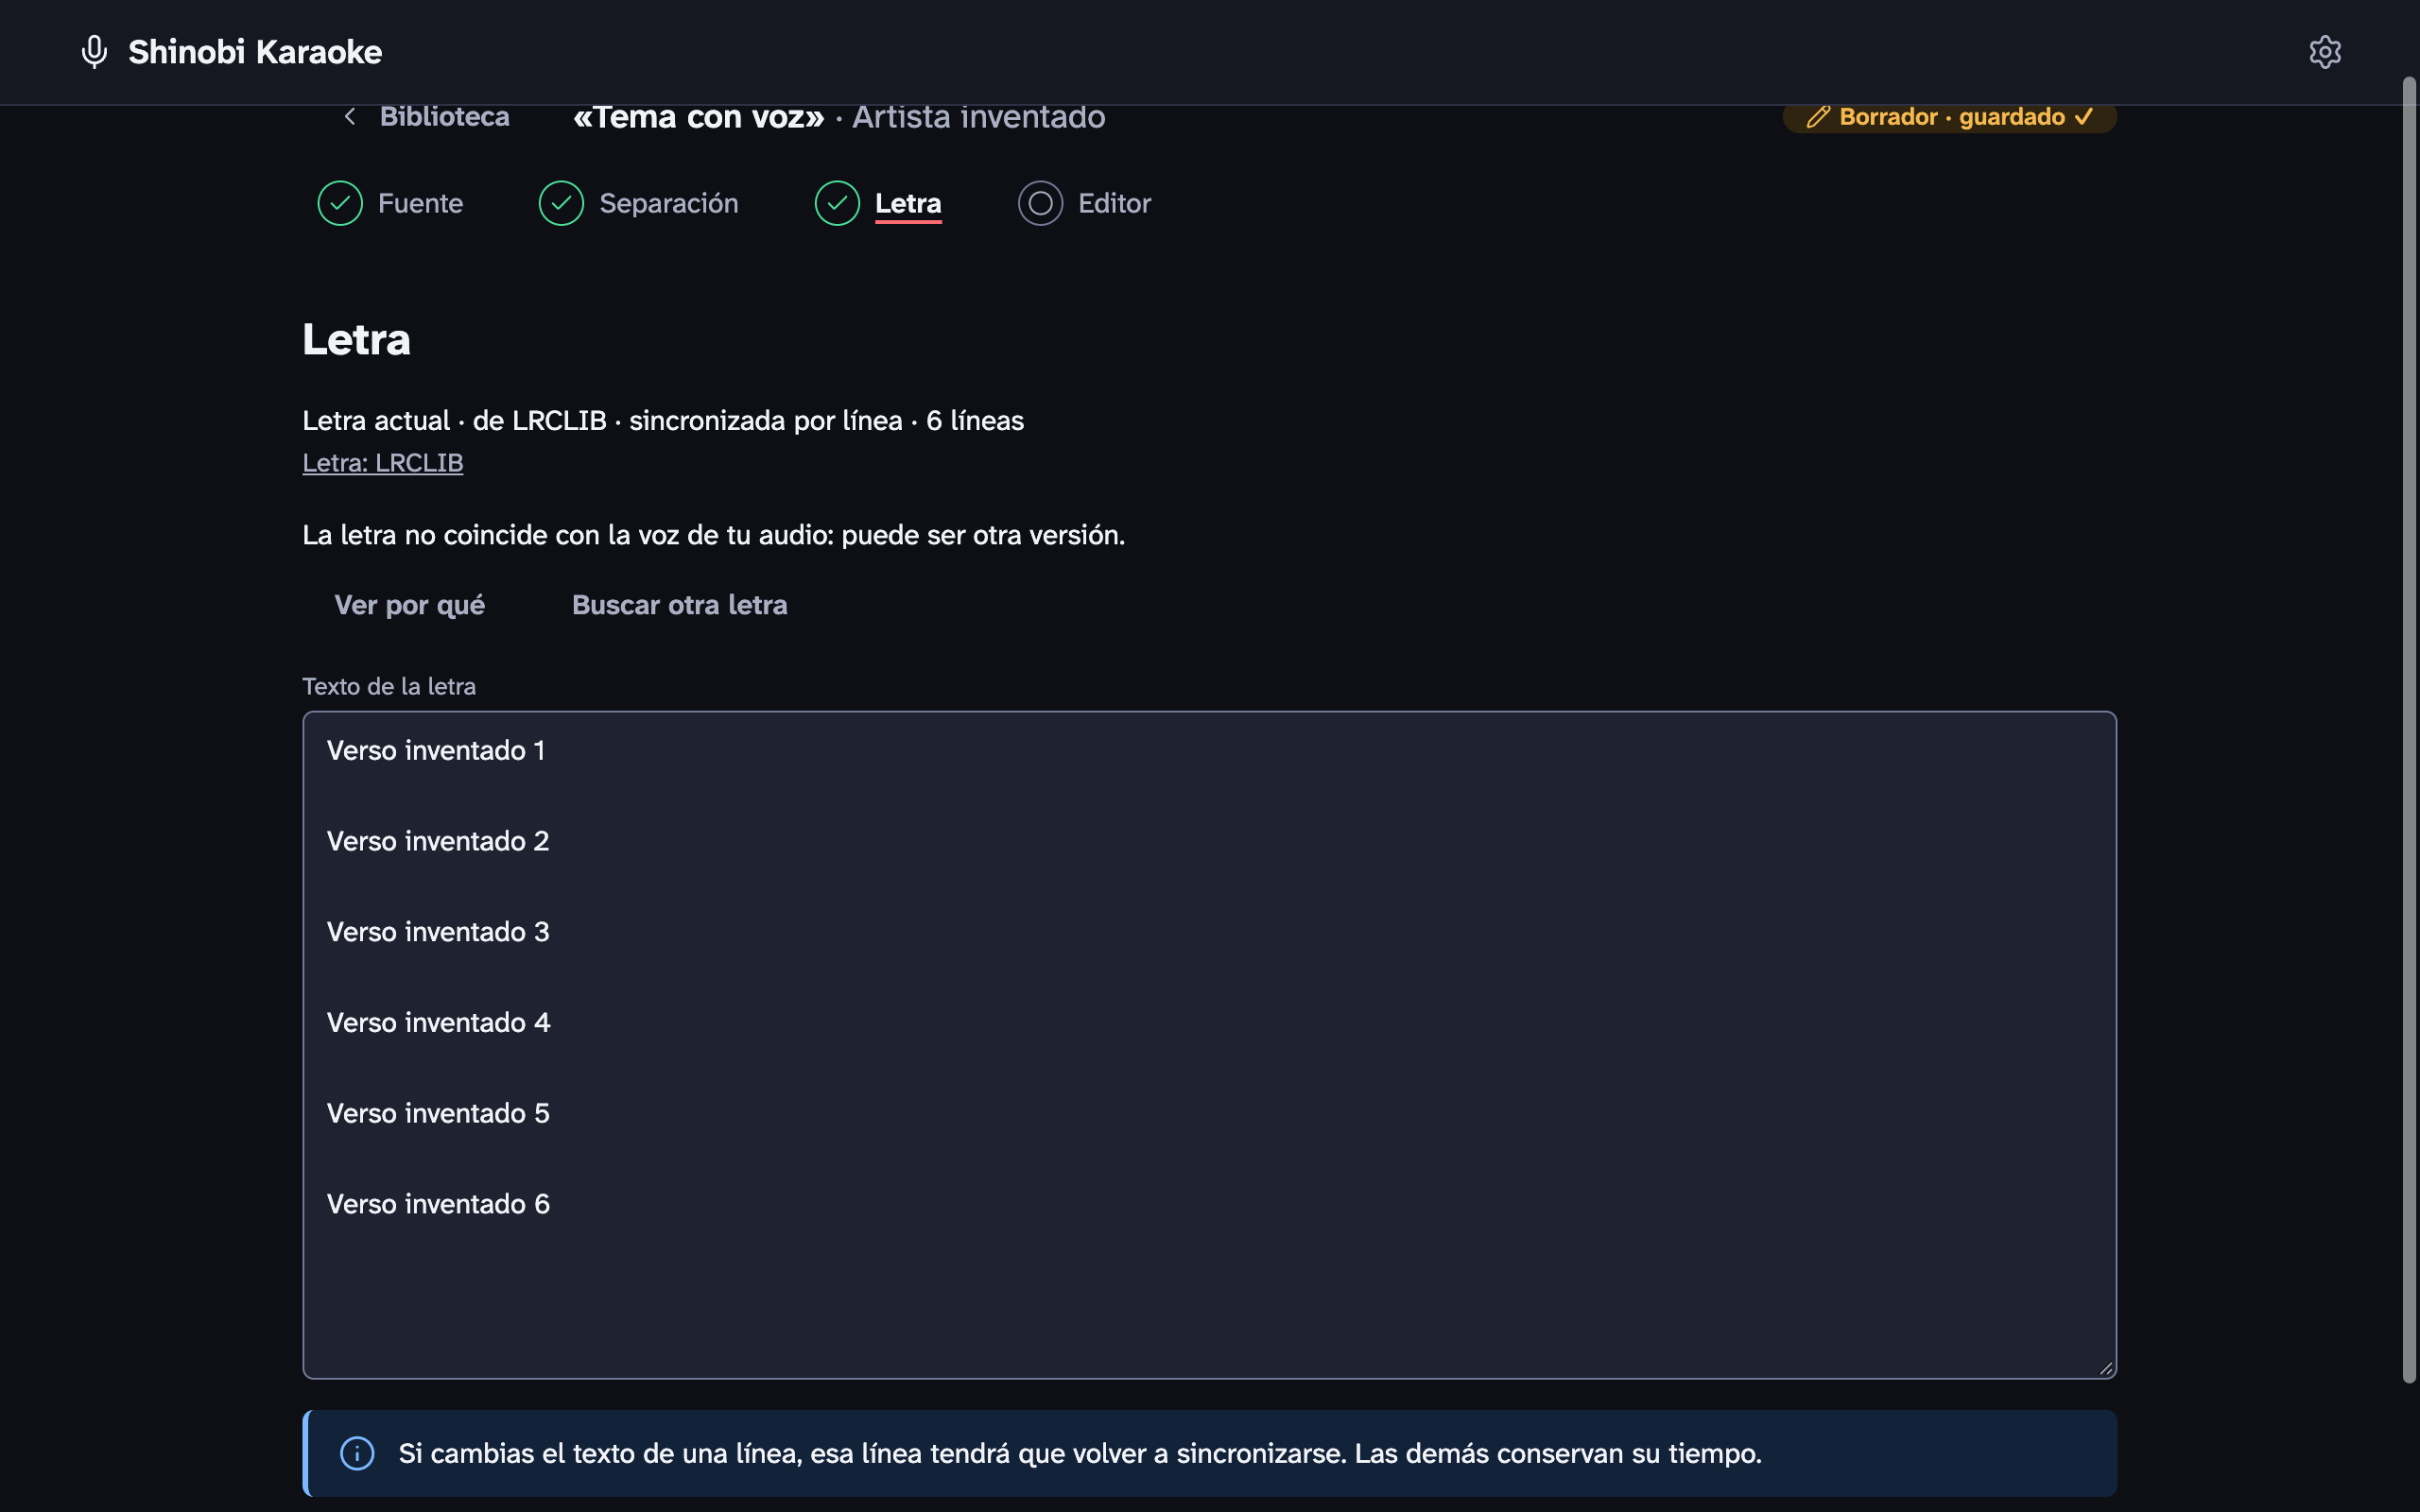 Shinobi Karaoke
Biblioteca «Tema con voz» · Artista inventado Borrador · guardado ✓
Fuente Separación Letra Editor
Letra
Letra actual · de LRCLIB · sincronizada por línea · 6 líneas
Letra: LRCLIB
La letra no coincide con la voz de tu audio: puede ser otra versión.
Ver por qué Buscar otra letra
Texto de la letra
Verso inventado 1
Verso inventado 2
Verso inventado 3
Verso inventado 4
Verso inventado 5
Verso inventado 6
Si cambias el texto de una línea, esa línea tendrá que volver a sincronizarse. Las demás conservan su tiempo.